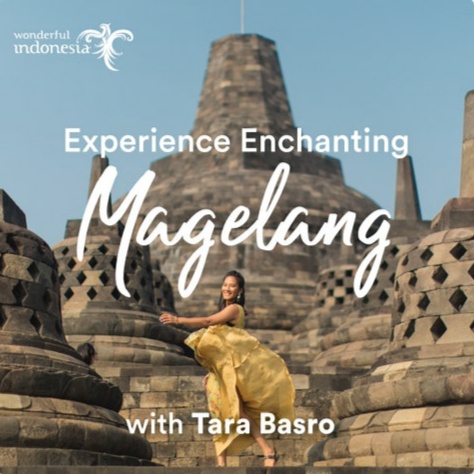 wonderful
indonesia
Experience Enchanting
Magelang
with Tara Basro